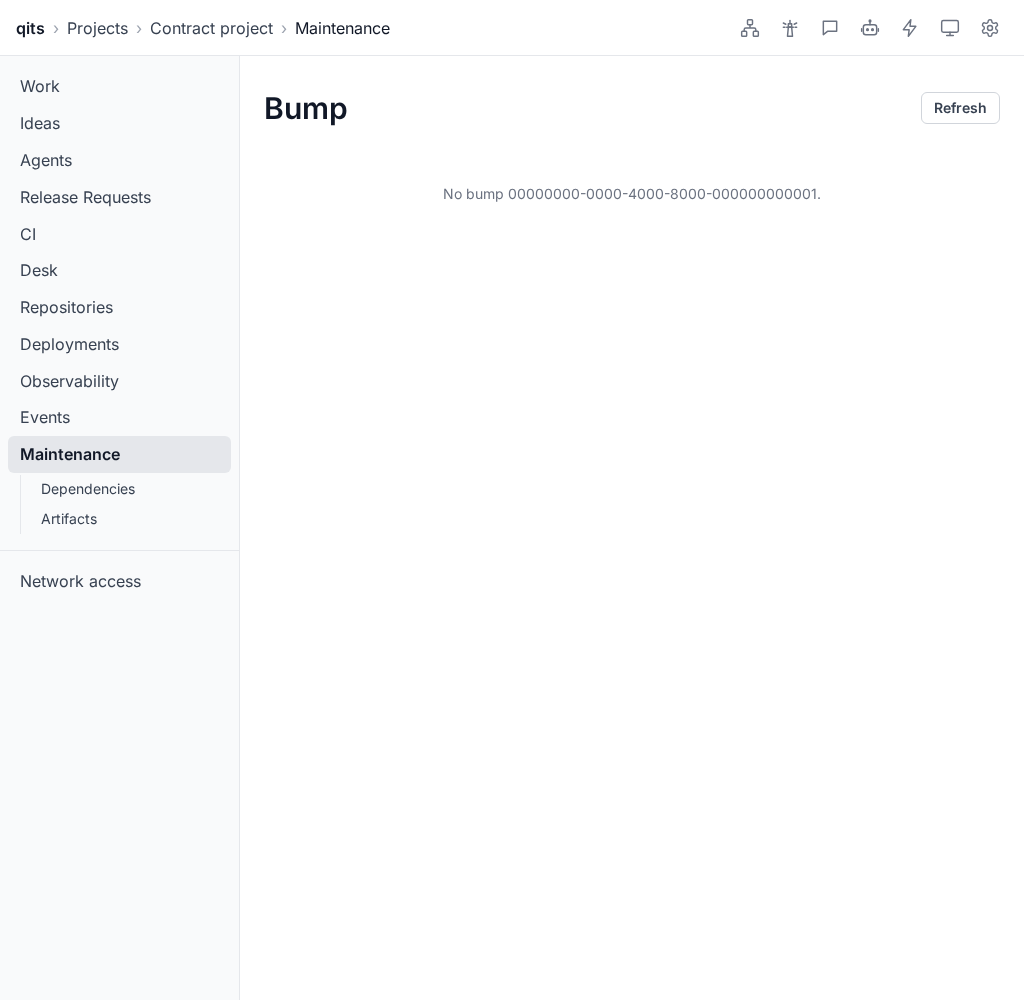 qits › Projects › Contract project › Maintenance
Work
Ideas
Agents
Release Requests
CI
Desk
Repositories
Deployments
Observability
Events
Maintenance
Dependencies
Artifacts
Network access
Bump
Refresh
No bump 00000000-0000-4000-8000-000000000001.